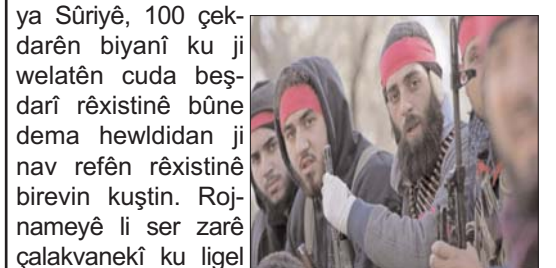 ya Sûriyê, 100 çek-
darên biyanî ku ji
welatên cuda beş-
darî rêxistinê bûne
dema hewldidan ji
nav refên rêxistinê
birevin kuştin. Roj-
nameyê li ser zarê
çalakvanekî ku ligel